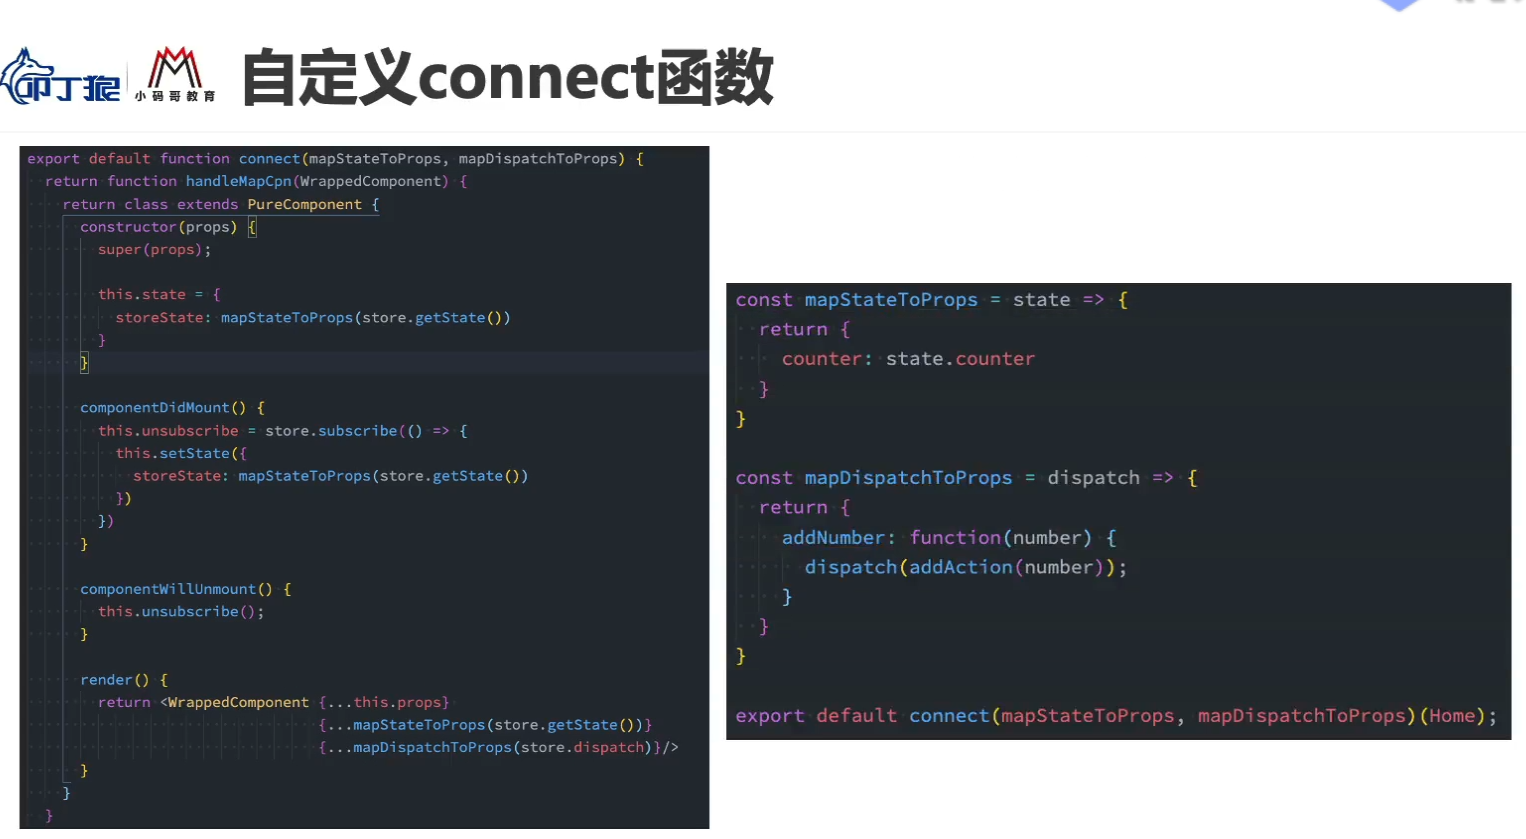 叩丁狼
小码哥教育
自定义connect函数
export default function connect(mapStateToProps, mapDispatchToProps) {
return function handleMapCpn(WrappedComponent) {
return class extends PureComponent {
constructor(props) {
super(props);
this.state = {
storeState: mapStateToProps(store.getState())
}
}
componentDidMount() {
this.unsubscribe = store.subscribe(() => {
this.setState({
storeState: mapStateToProps(store.getState())
})
})
}
componentWillUnmount() {
this.unsubscribe();
}
render() {
return <WrappedComponent {...this.props}
{...mapStateToProps(store.getState())}
{...mapDispatchToProps(store.dispatch)}/>
}
}
}
const mapStateToProps = state => {
return {
counter: state.counter
}
}
const mapDispatchToProps = dispatch => {
return {
addNumber: function(number) {
dispatch(addAction(number));
}
}
}
export default connect(mapStateToProps, mapDispatchToProps)(Home);